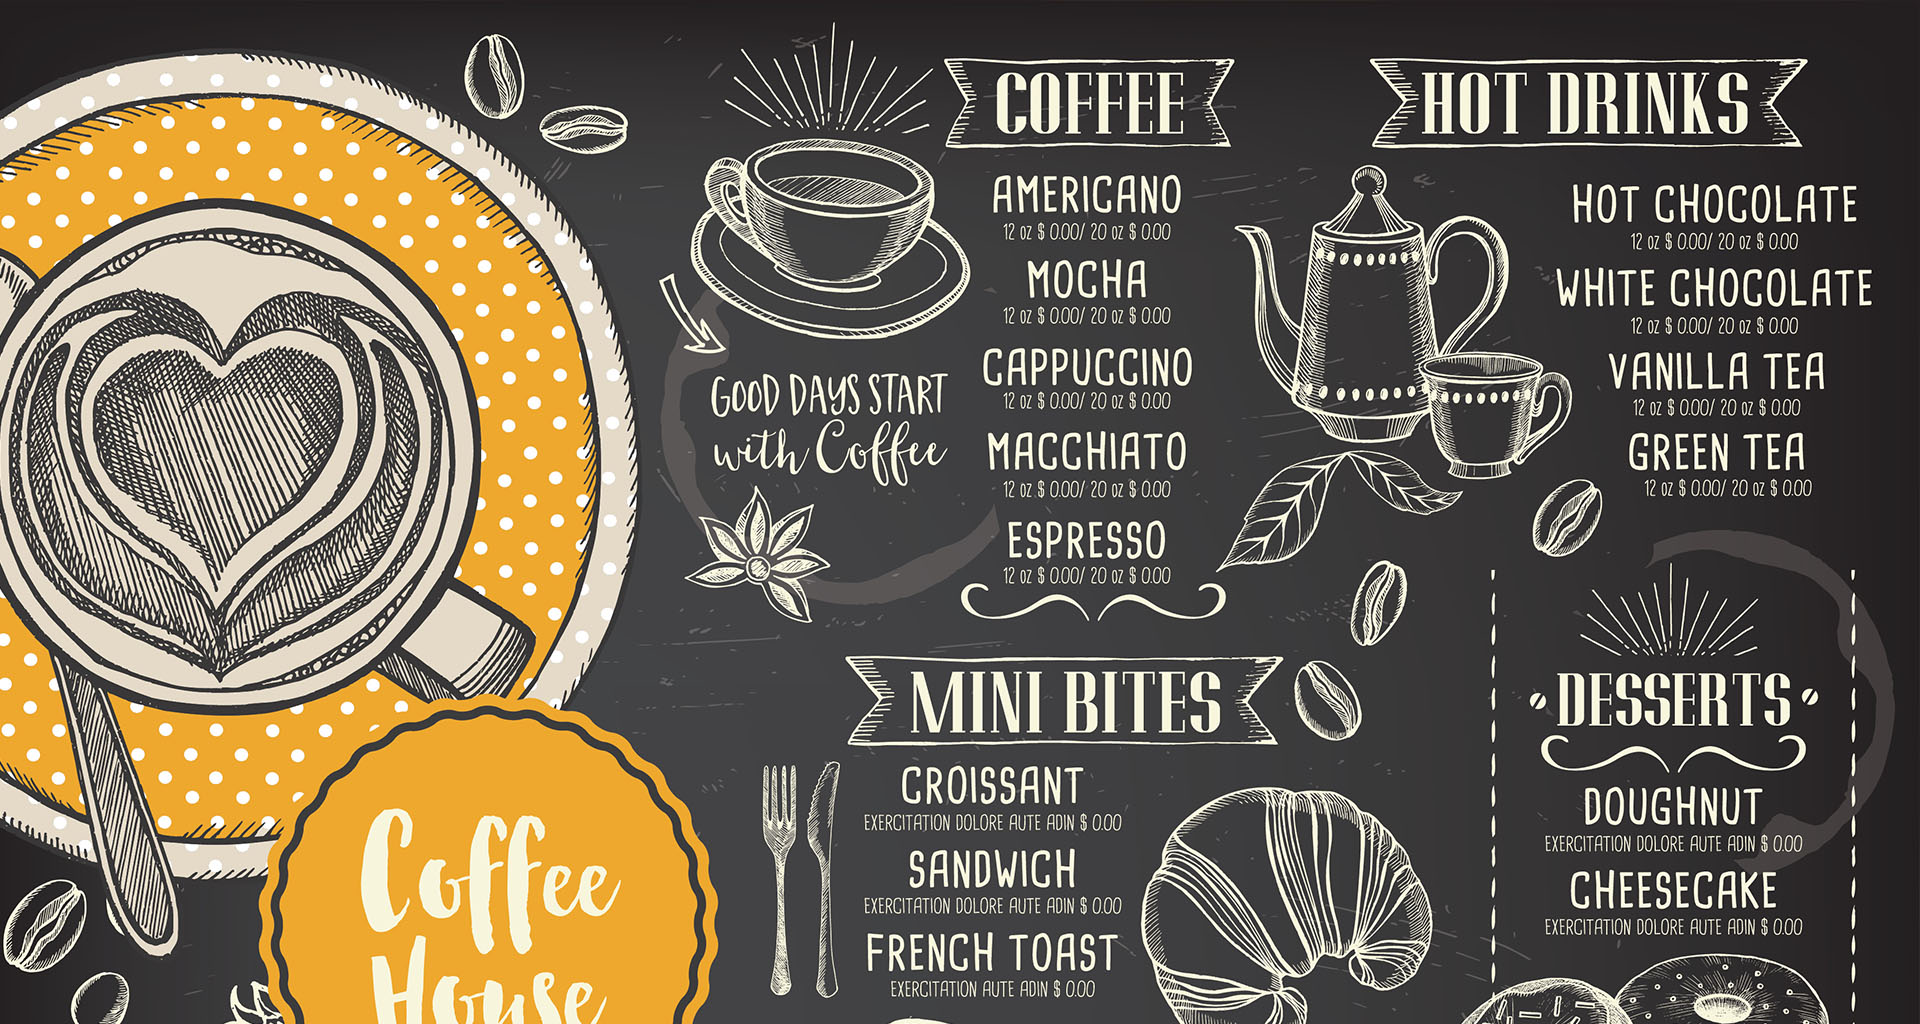 COFFEE
AMERICANO
12 oz $ 0.00/ 20 oz $ 0.00
MOCHA
12 oz $ 0.00/ 20 oz $ 0.00
CAPPUCCINO
12 oz $ 0.00/ 20 oz $ 0.00
MACCHIATO
12 oz $ 0.00/ 20 oz $ 0.00
ESPRESSO
12 oz $ 0.00/ 20 oz $ 0.00
GOOD DAYS START
with Coffee
HOT DRINKS
HOT CHOCOLATE
12 oz $ 0.00/ 20 oz $ 0.00
WHITE CHOCOLATE
12 oz $ 0.00/ 20 oz $ 0.00
VANILLA TEA
12 oz $ 0.00/ 20 oz $ 0.00
GREEN TEA
12 oz $ 0.00/ 20 oz $ 0.00
MINI BITES
CROISSANT
EXERCITATION DOLORE AUTE ADIN $ 0.00
SANDWICH
EXERCITATION DOLORE AUTE ADIN $ 0.00
FRENCH TOAST
EXERCITATION AUTE ADIN $ 0.00
DESSERTS
DOUGHNUT
EXERCITATION DOLORE AUTE ADIN $ 0.00
CHEESECAKE
EXERCITATION DOLORE AUTE ADIN $ 0.00
Coffee
House